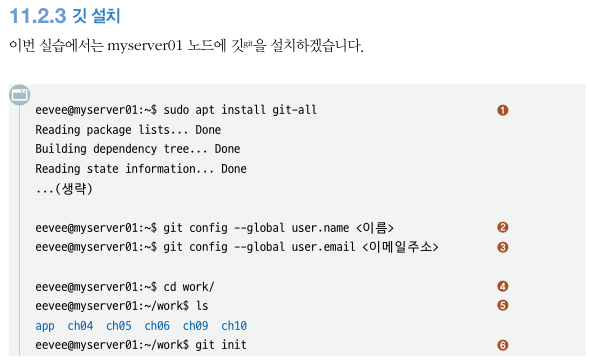 11.2.3 깃 설치
이번 실습에서는 myserver01 노드에 깃git을 설치하겠습니다.
eevee@myserver01:~$ sudo apt install git-all ❶
Reading package lists... Done
Building dependency tree... Done
Reading state information... Done
...(생략)
eevee@myserver01:~$ git config --global user.name <이름> ❷
eevee@myserver01:~$ git config --global user.email <이메일주소> ❸
eevee@myserver01:~$ cd work/ ❹
eevee@myserver01:~/work$ ls ❺
app ch04 ch05 ch06 ch09 ch10
eevee@myserver01:~/work$ git init ❻